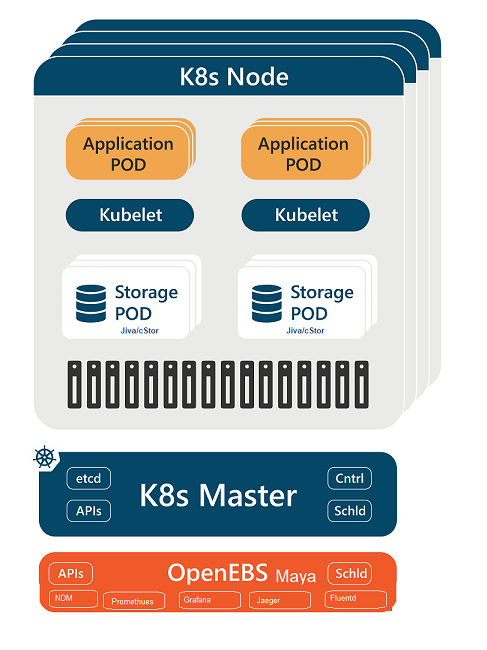 K8s Node
Application
POD
Application
POD
Kubelet
Kubelet
Storage
POD
Jiva/cStor
Storage
POD
Jiva/cStor
etcd
APIs
K8s Master
Cntrl
Schld
APIs
OpenEBS Maya
Schld
NDM
Promethues
Grafana
Jaeger
Fluentd